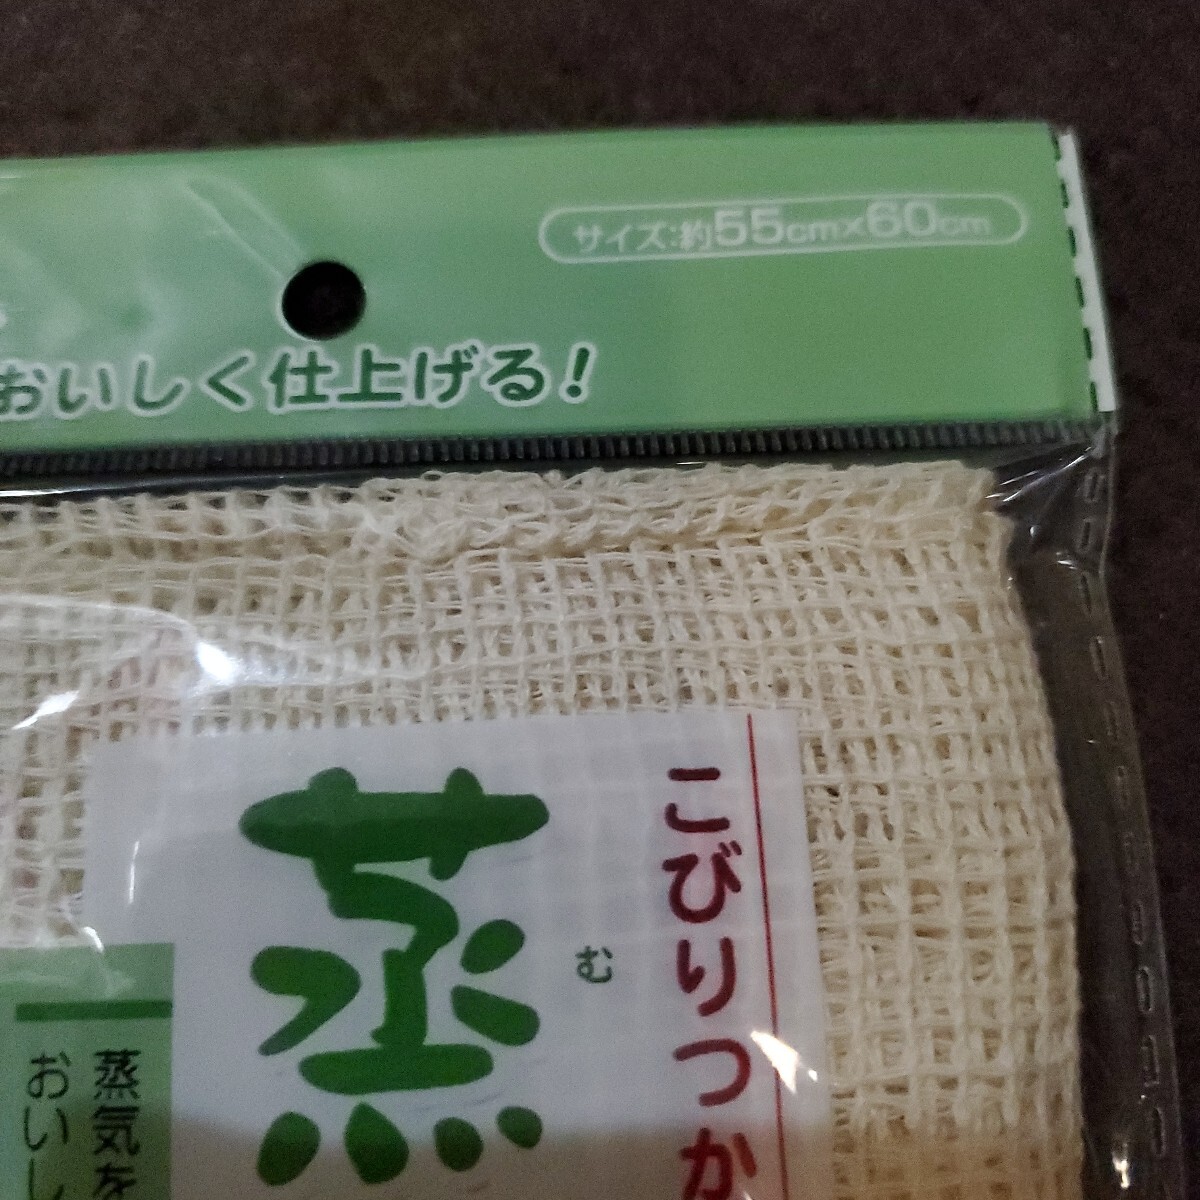 サイズ:約55cm×60cm
おいしく仕上げる!
こびりつか
む
蒸
蒸気を
おいし